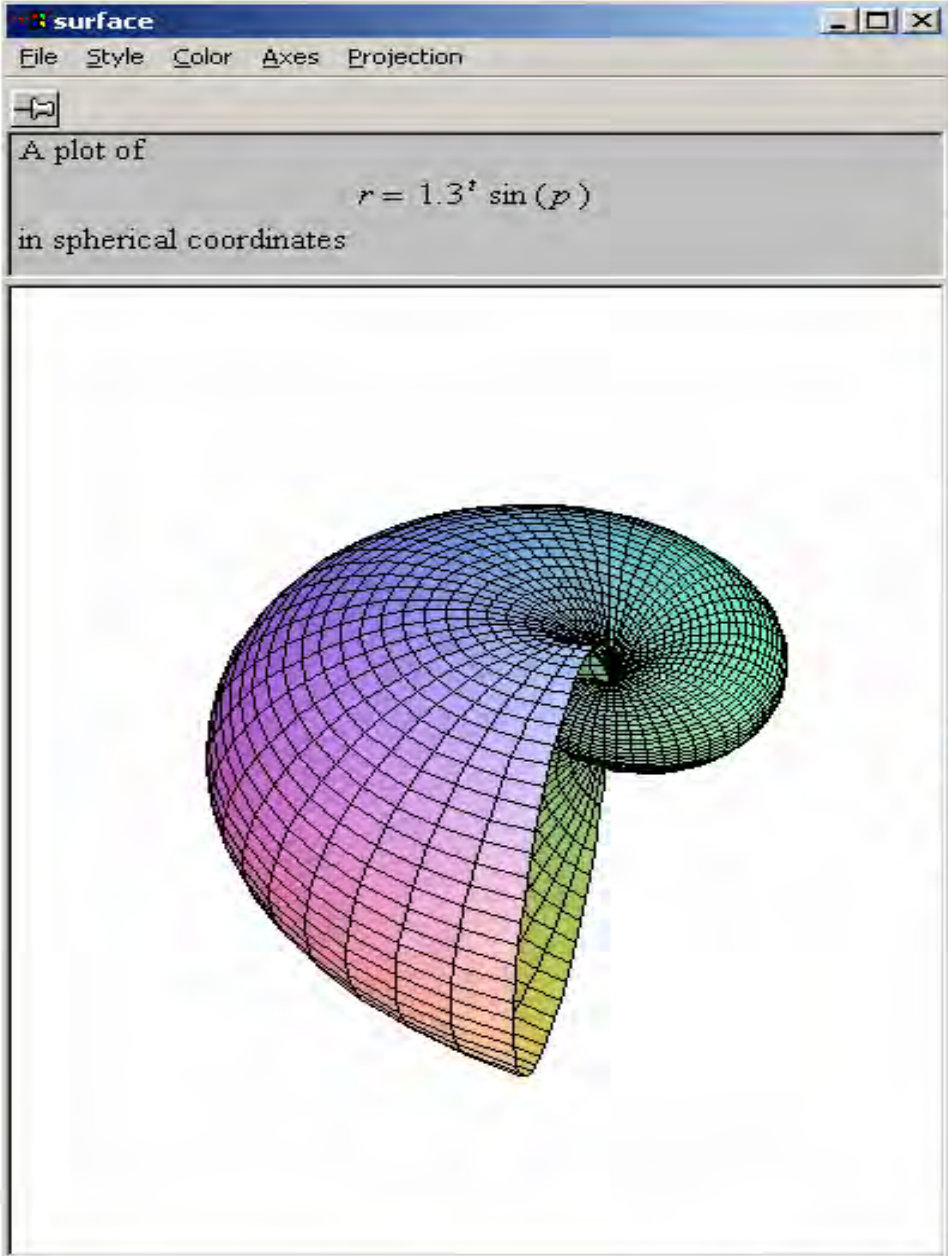 surface
File Style Color Axes Projection
A plot of
r = 1.3^t sin (p)
in spherical coordinates